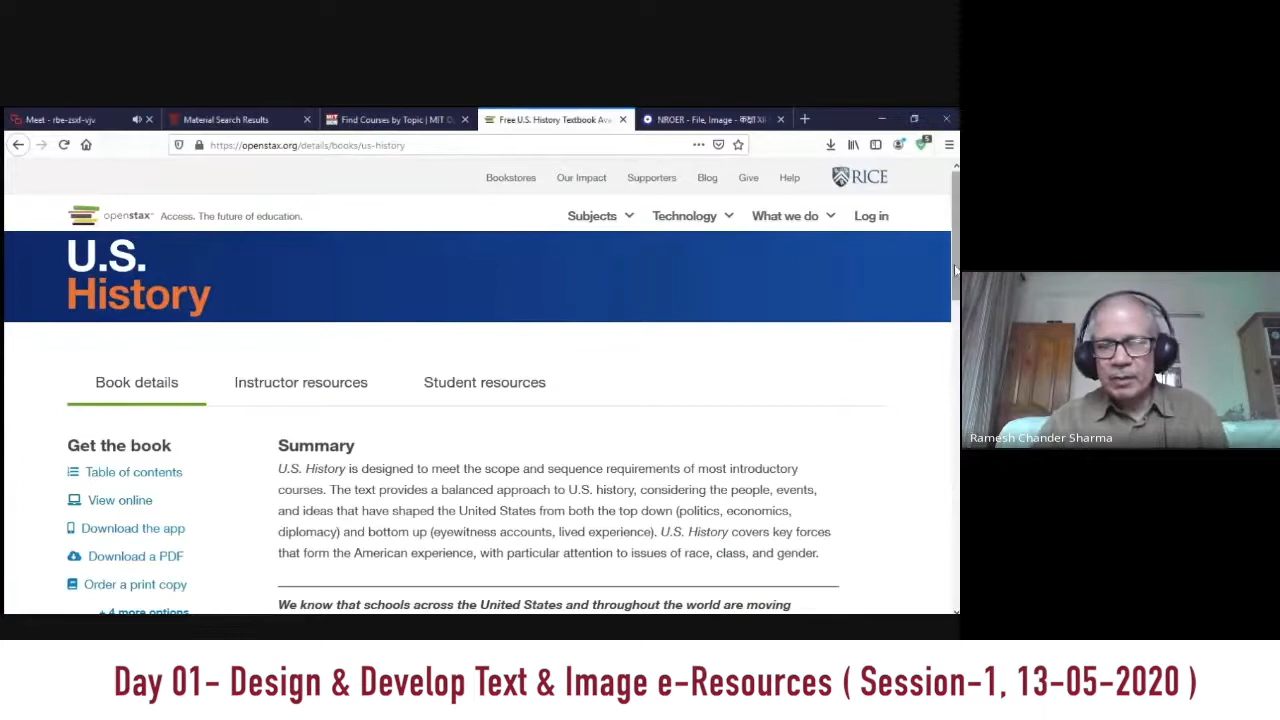 Meet - rbe-zsxf-vjv
Material Search Results
MIT
Find Courses by Topic | MIT O
Free U.S. History Textbook Ava
NROER - File, Image - कक्षा XI
https://openstax.org/details/books/us-history
5
Bookstores Our Impact Supporters Blog Give Help RICE
openstax Access. The future of education.
Subjects Technology What we do Log in
U.S.
History
Book details Instructor resources Student resources
Get the book
Table of contents
View online
Download the app
Download a PDF
Order a print copy
+ 4 more options
Summary
U.S. History is designed to meet the scope and sequence requirements of most introductory
courses. The text provides a balanced approach to U.S. history, considering the people, events,
and ideas that have shaped the United States from both the top down (politics, economics,
diplomacy) and bottom up (eyewitness accounts, lived experience). U.S. History covers key forces
that form the American experience, with particular attention to issues of race, class, and gender.
We know that schools across the United States and throughout the world are moving
Ramesh Chander Sharma
Day 01- Design & Develop Text & Image e-Resources ( Session-1, 13-05-2020 )